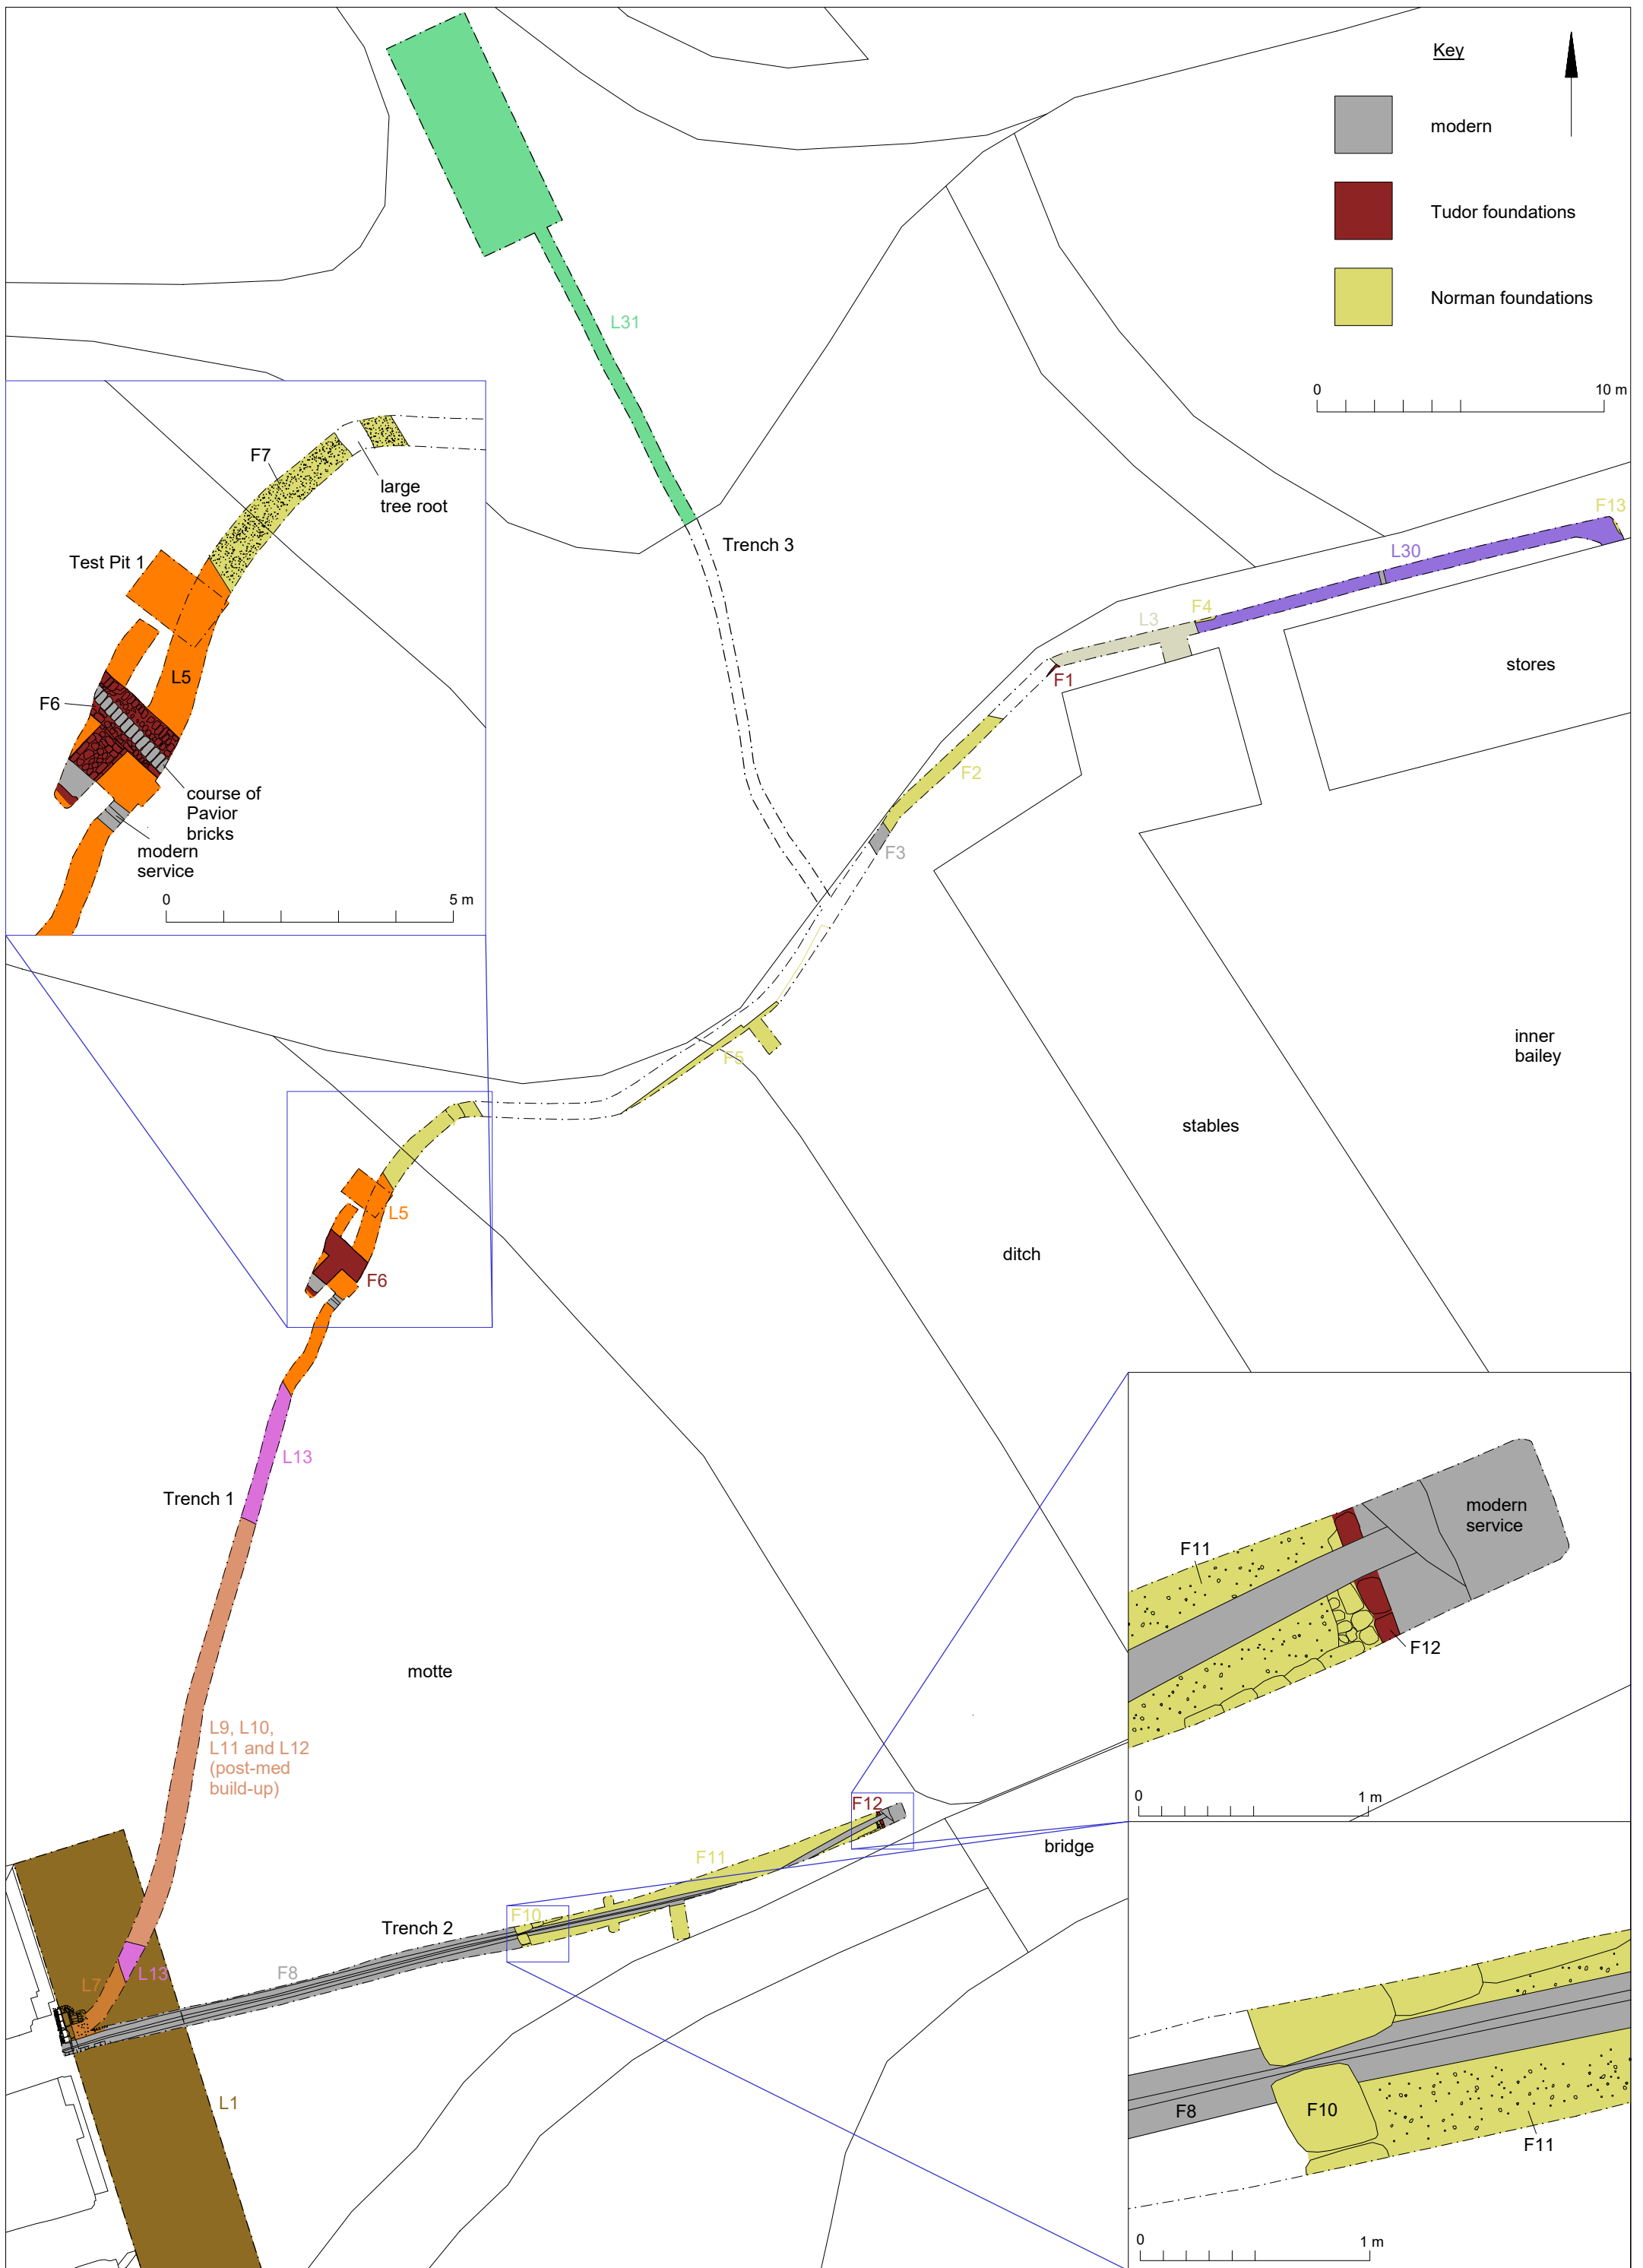 Key
modern
Tudor foundations
Norman foundations
0 10 m
L31
Trench 3
F7
large
tree root
Test Pit 1
L5
F6
course of
Pavior
bricks
modern
service
0 5 m
F13
L30
F4
L3
F1
stores
F2
F3
F5
inner
bailey
stables
ditch
L5
F6
L13
Trench 1
motte
L9, L10,
L11 and L12
(post-med
build-up)
modern
service
F11
F12
0 1 m
F12
bridge
F11
F10
Trench 2
F8
L13
L7
L1
F8
F10
F11
0 1 m